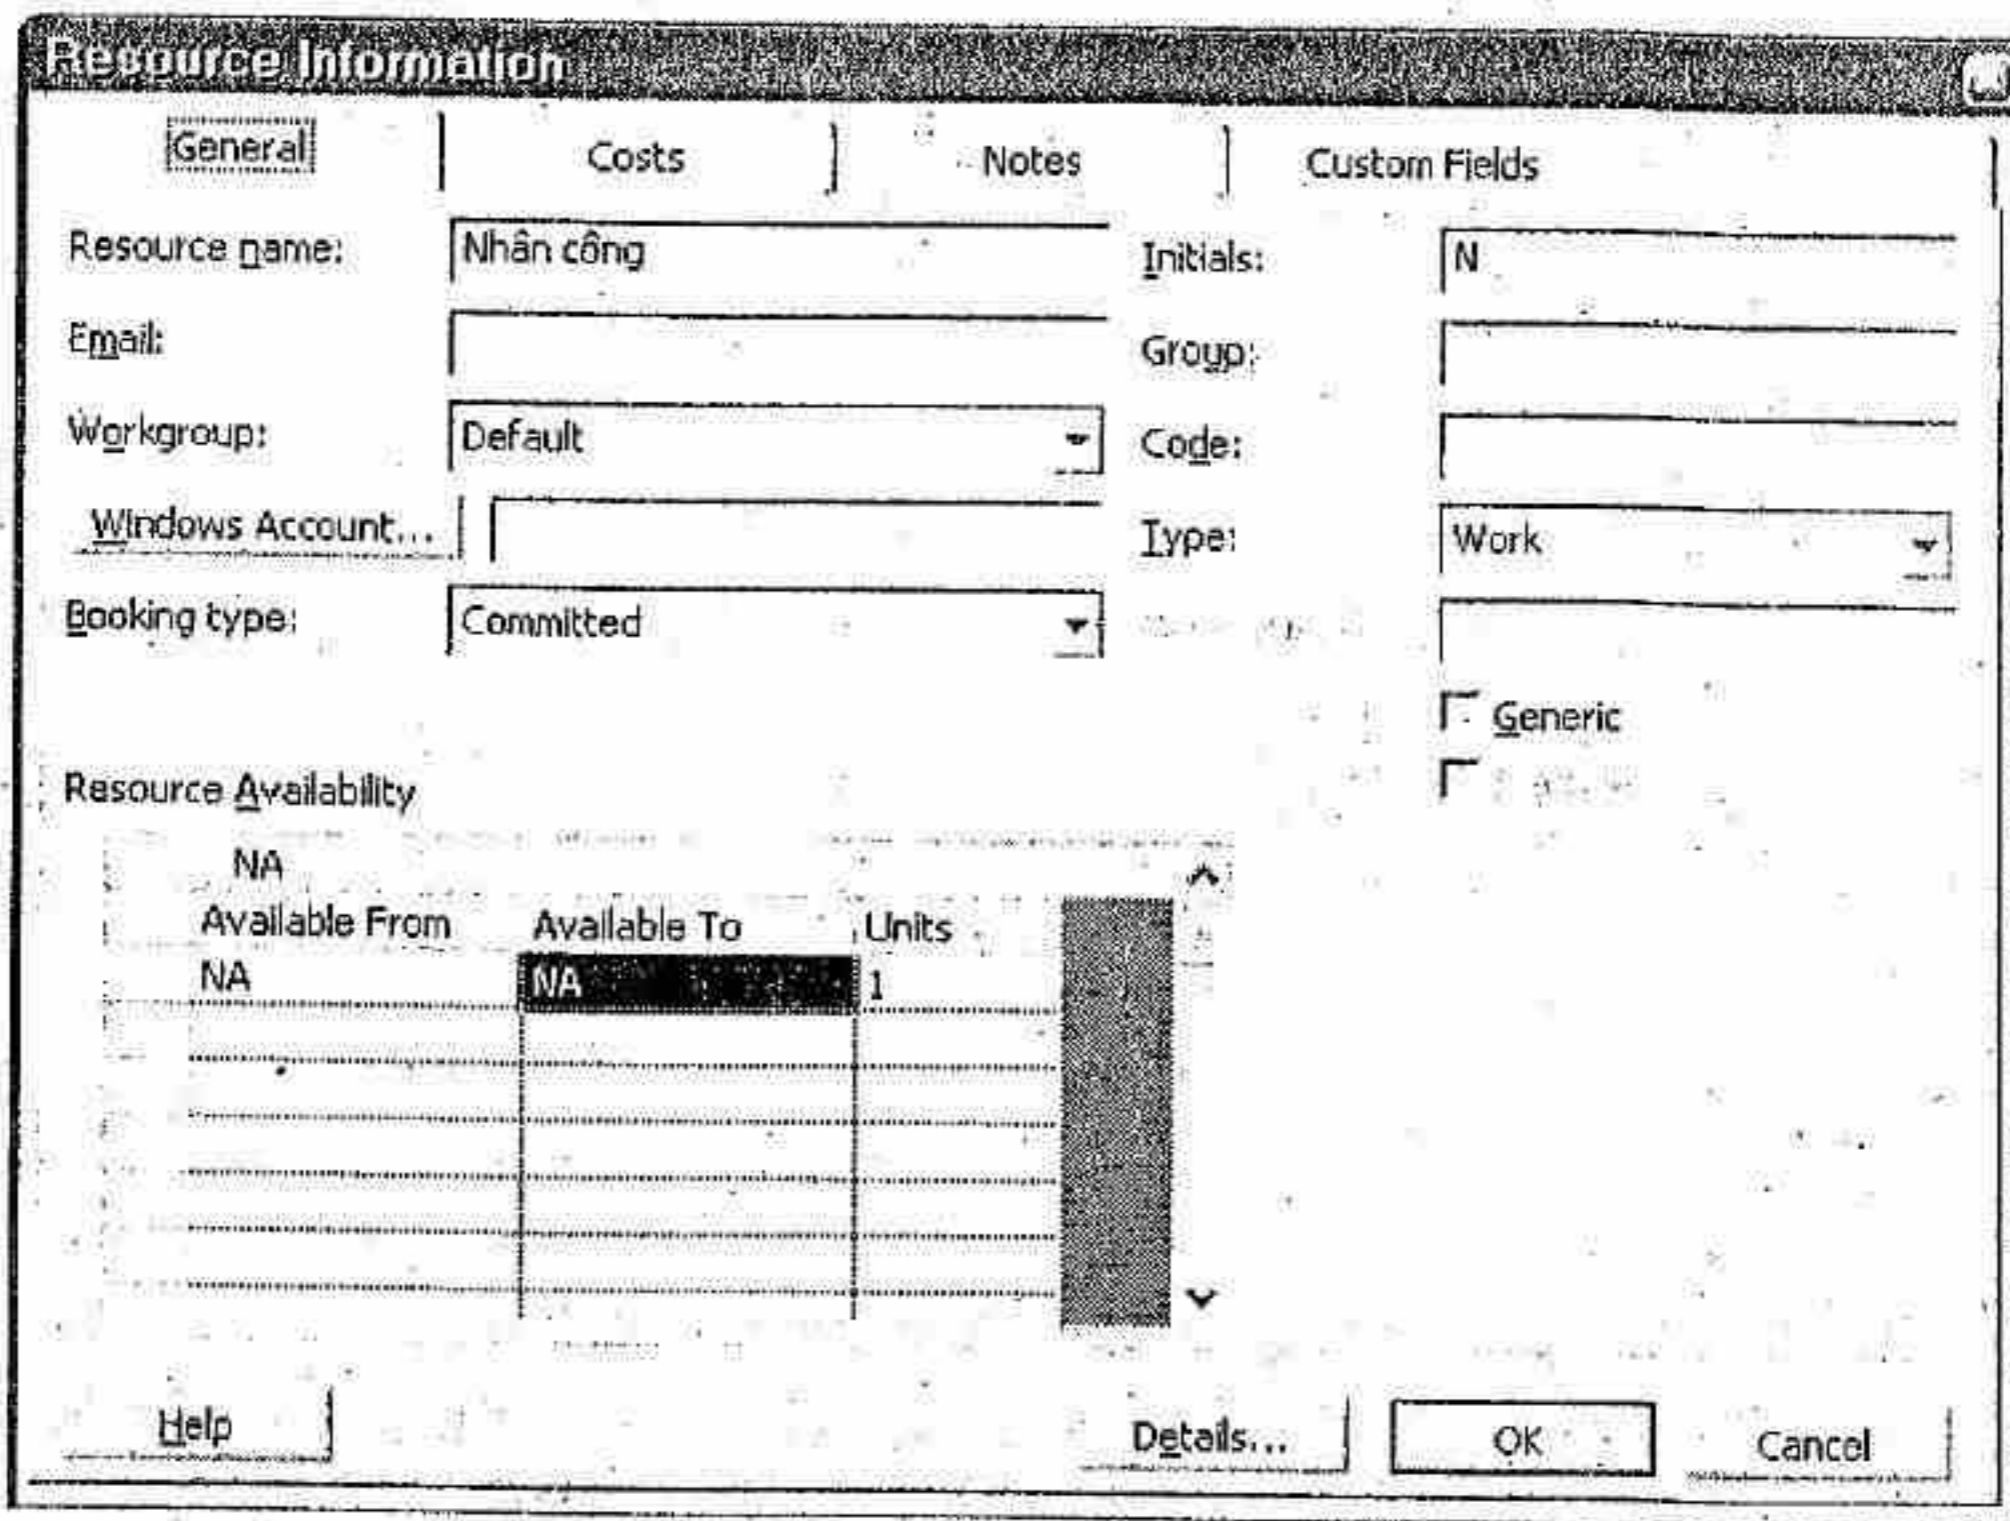 Resource Information
General Costs Notes Custom Fields
Resource name: Nhân công Initials: N
Email: Group:
Workgroup: Default Code:
Windows Account... Type: Work
Booking type: Committed
Generic
Resource Availability
NA
Available From Available To Units
NA NA 1
Help Details... OK Cancel